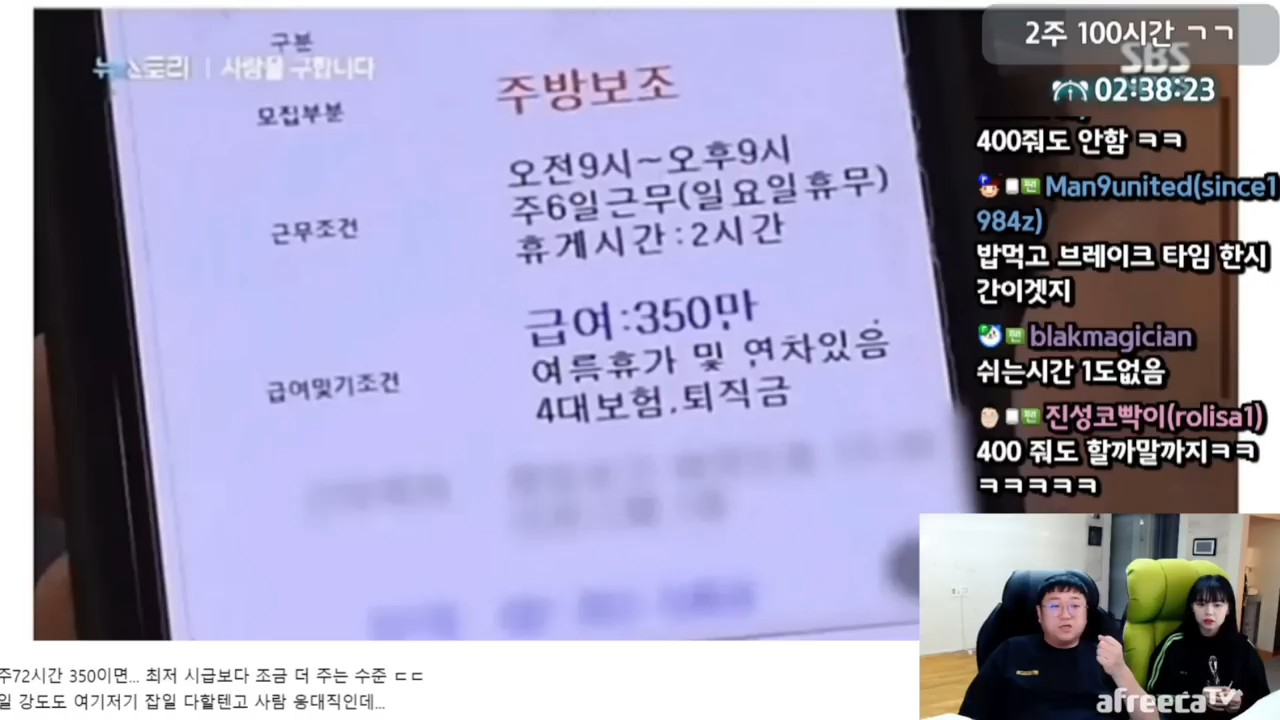 구분
뉴스토리 | 사람을 구합니다
모집부분
주방보조
오전9시~오후9시
주6일근무(일요일휴무)
휴게시간:2시간
근무조건
급여:350만
여름휴가 및 연차있음
4대보험.퇴직금
급여및기조건
2주 100시간 ㄱㄱ
SBS
02:38:23
400줘도 안함 ㅋㅋ
Man9united(since1
984z)
밥먹고 브레이크 타임 한시
간이겟지
blakmagician
쉬는시간 1도없음
진성코빡이(rolisa1)
400 줘도 할까말까지ㅋㅋ
ㅋㅋㅋㅋㅋ
afreecaTV
주72시간 350이면... 최저 시급보다 조금 더 주는 수준 ㄷㄷ
일 강도도 여기저기 잡일 다할텐고 사람 응대직인데...